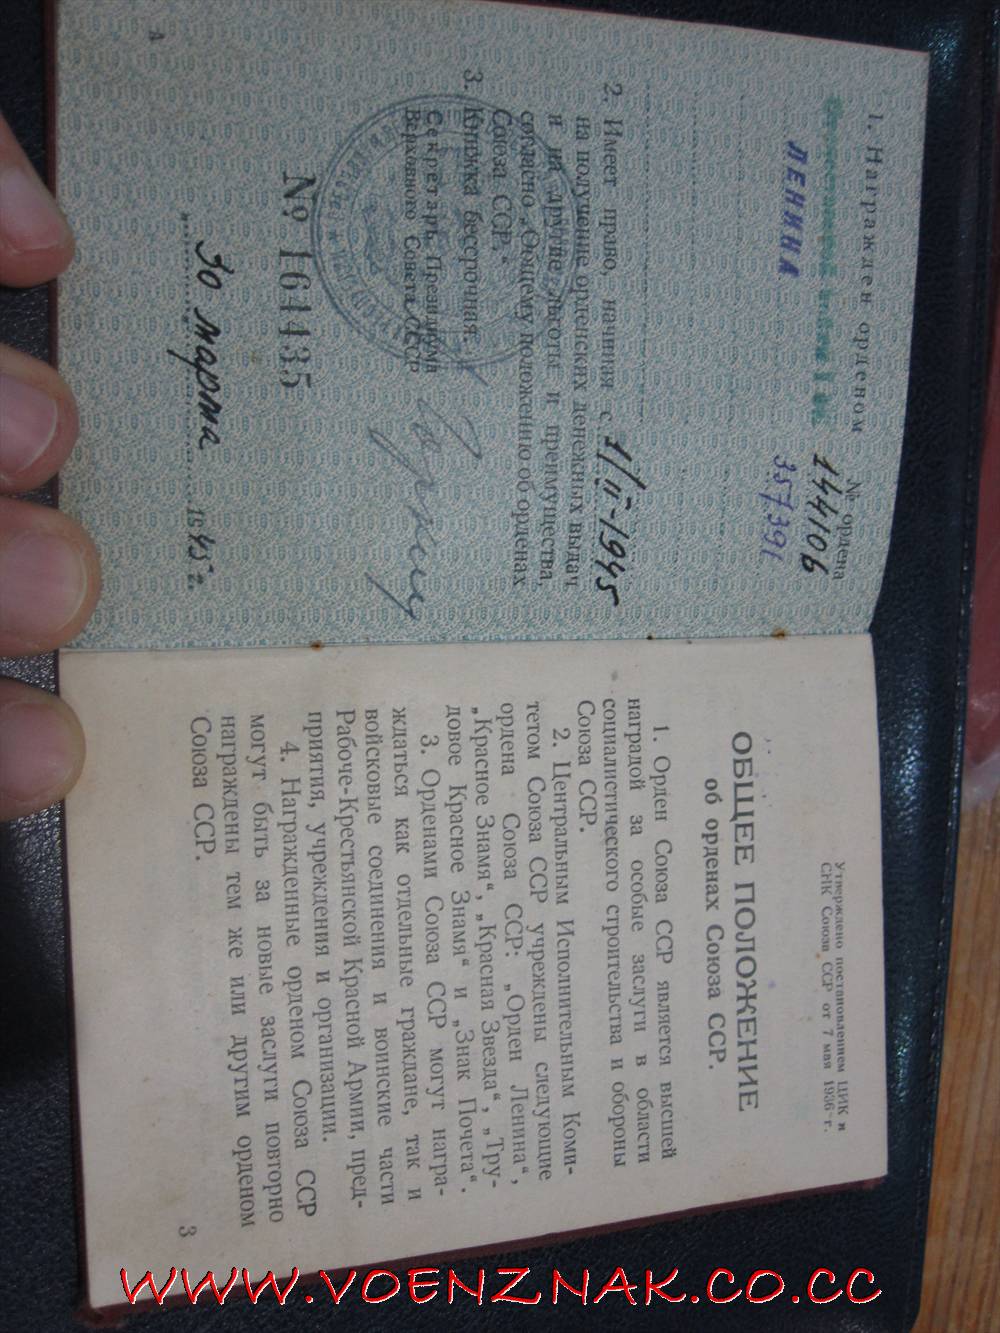 1. Награжден орденом № ордена
Отечественной войны I ст. 144106
ЛЕНИНА 357391
2. Имеет право, начиная с 1/II-1945
на получение орденских денежных выдач
и на другие льготы и преимущества,
согласно „Общему положению об орденах
Союза ССР."
3. Книжка бессрочная.
Секретарь Президиума
Верховного Совета СССР
№ 164435
„ 30 марта 1945 г.
Утверждено постановлением ЦИК и
СНК Союза ССР от 7 мая 1936 г.
ОБЩЕЕ ПОЛОЖЕНИЕ
об орденах Союза ССР.
1. Орден Союза ССР является высшей
наградой за особые заслуги в области
социалистического строительства и обороны
Союза ССР.
2. Центральным Исполнительным Коми-
тетом Союза ССР учреждены следующие
ордена Союза ССР: „Орден Ленина“,
„Красное Знамя“, „Красная Звезда“, „Тру-
довое Красное Знамя“ и „Знак Почета“.
3. Орденами Союза ССР могут награ-
ждаться как отдельные граждане, так и
войсковые соединения и воинские части
Рабоче-Крестьянской Красной Армии, пред-
приятия, учреждения и организации.
4. Награжденные орденом Союза ССР
могут быть за новые заслуги повторно
награждены тем же или другим орденом
Союза ССР.
3
WWW.VOENZNAK.CO.CC